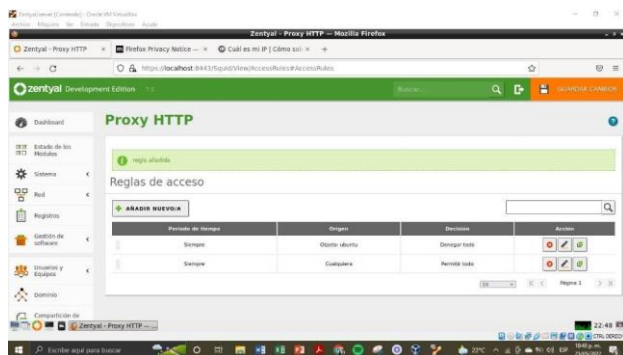 Zentyal - Proxy HTTP — Mozilla Firefox
Zentyal - Proxy HTTP
Firefox Privacy Notice —
Cuál es mi IP | Cómo sab
https://localhost:8443/Squid/View/AccessRules#AccessRules
zentyal Development Edition
Buscar...
GUARDAR CAMBIOS
Dashboard
Proxy HTTP
Estado de los
Módulos
regla añadida
Sistema
Reglas de acceso
Red
AÑADIR NUEVO/A
Registros
Periodo de tiempo Origen Decisión Acción
Gestión de
software
Siempre Objeto: ubuntu Denegar todo
Siempre Cualquiera Permitir todo
Usuarios y
Equipos
10 Página 1
Dominio
Compartición de
Zentyal - Proxy HTTP — ...
22:48
Escribe aquí para buscar
22°C